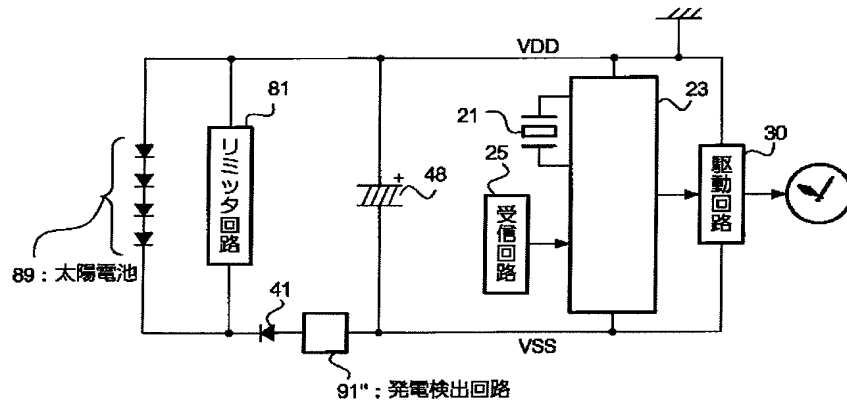 VDD
81
23
21
リミッタ回路
48
+
25
受信回路
30
駆動回路
89：太陽電池
41
VSS
91"：発電検出回路